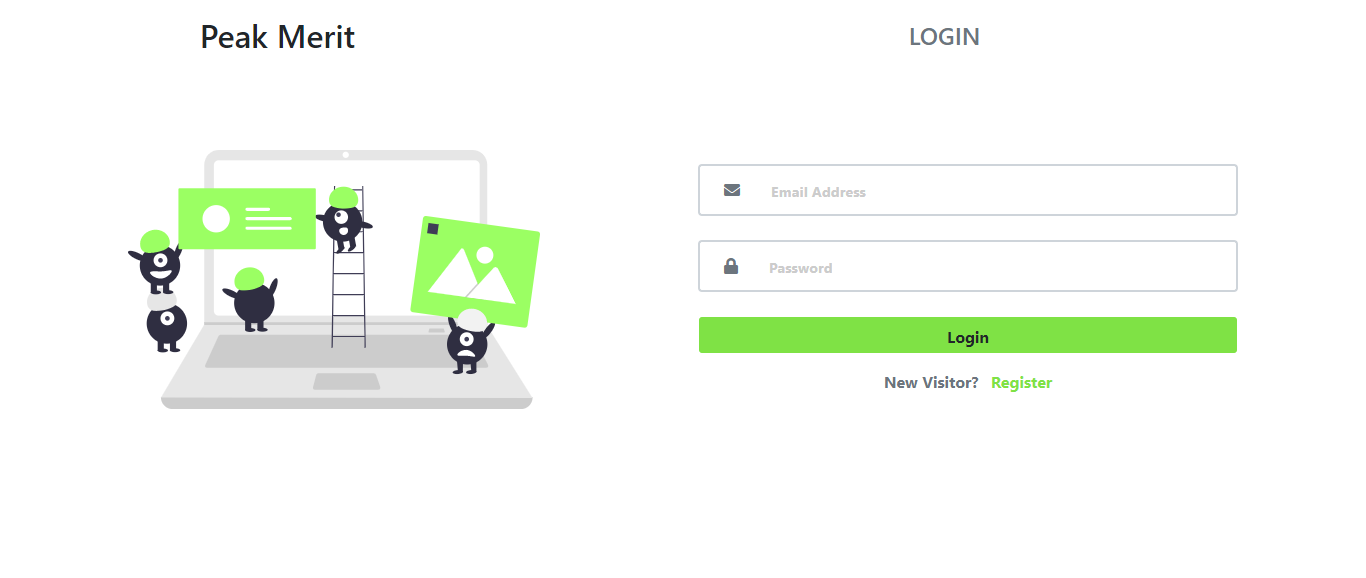 Peak Merit
LOGIN
Email Address
Password
Login
New Visitor? Register